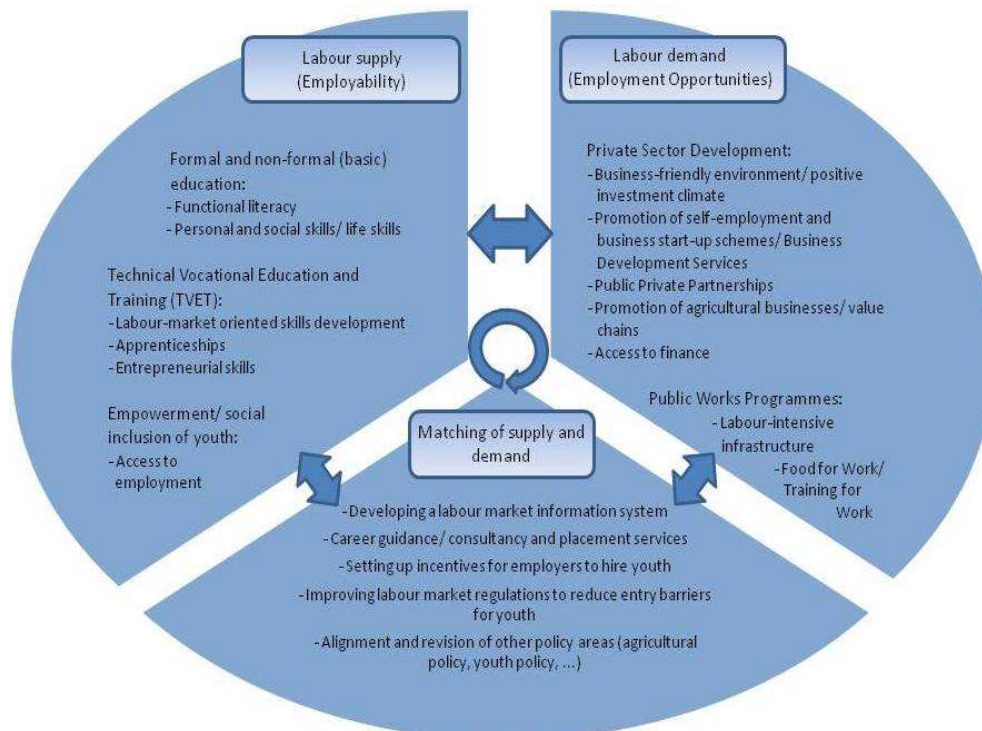 Labour supply
(Employability)
Formal and non-formal (basic)
education:
-Functional literacy
-Personal and social skills/ life skills
Technical Vocational Education and
Training (TVET):
-Labour-market oriented skills development
-Apprenticeships
-Entrepreneurial skills
Empowerment/ social
inclusion of youth:
-Access to
employment
Labour demand
(Employment Opportunities)
Private Sector Development:
-Business-friendly environment/ positive
investment climate
-Promotion of self-employment and
business start-up schemes/ Business
Development Services
-Public Private Partnerships
-Promotion of agricultural businesses/ value
chains
-Access to finance
Public Works Programmes:
-Labour-intensive
infrastructure
-Food for Work/
Training for
Work
Matching of supply and
demand
-Developing a labour market information system
-Career guidance/ consultancy and placement services
-Setting up incentives for employers to hire youth
-Improving labour market regulations to reduce entry barriers
for youth
-Alignment and revision of other policy areas (agricultural
policy, youth policy, ...)